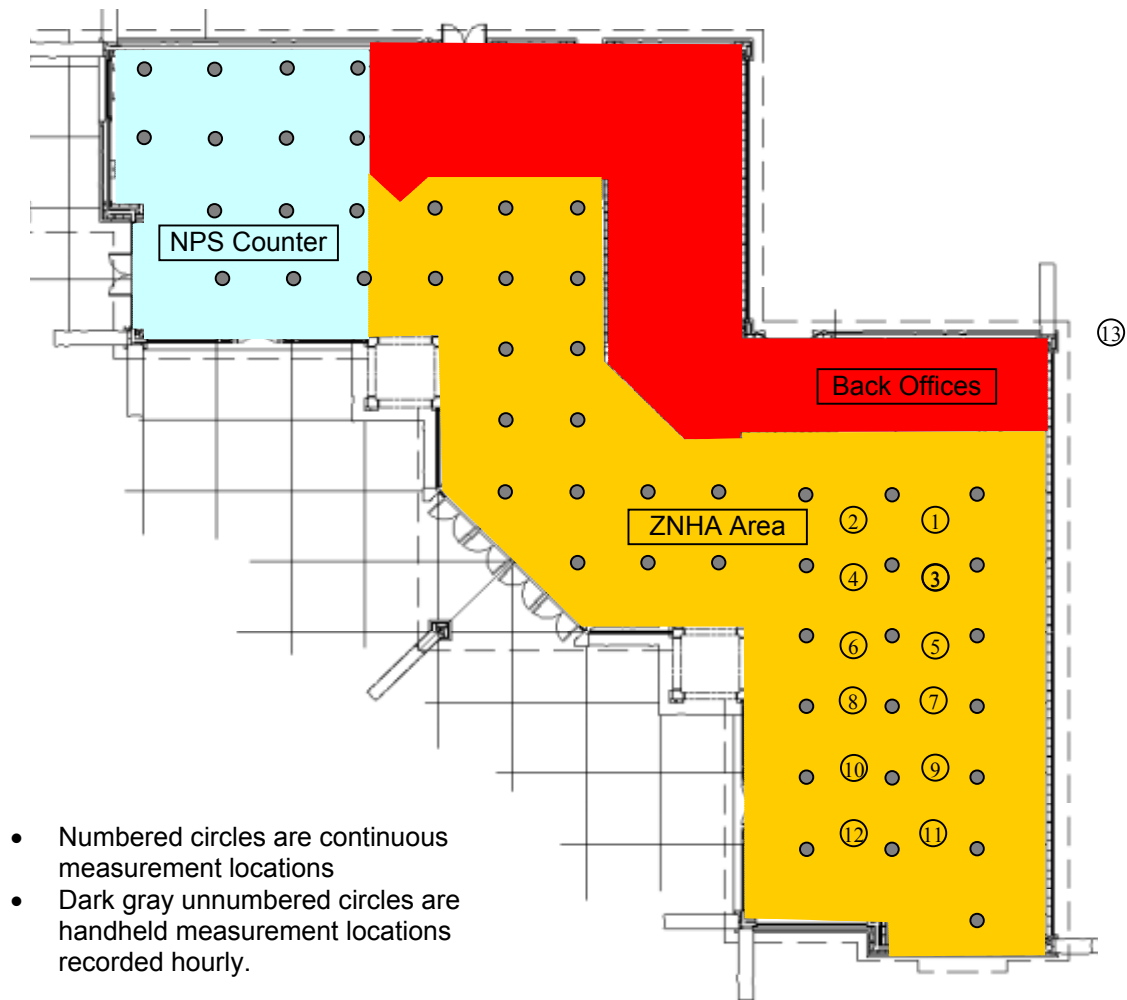 NPS Counter
13
Back Offices
ZNHA Area
2 1
4 3
6 5
8 7
10 9
12 11
• Numbered circles are continuous
measurement locations
• Dark gray unnumbered circles are
handheld measurement locations
recorded hourly.